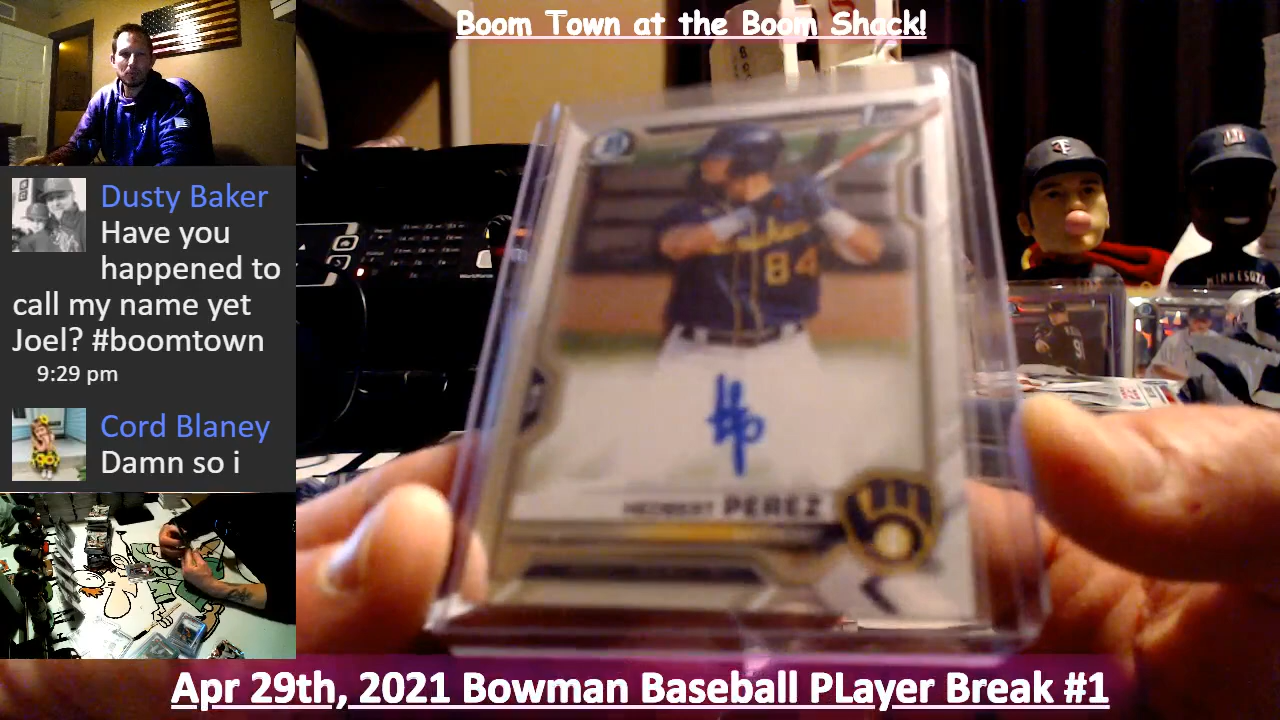 Boom Town at the Boom Shack!
Dusty Baker
Have you
happened to
call my name yet
Joel? #boomtown
9:29 pm
Cord Blaney
Damn so i
84
HEDBERT PEREZ
MINNESOTA
Apr 29th, 2021 Bowman Baseball PLayer Break #1